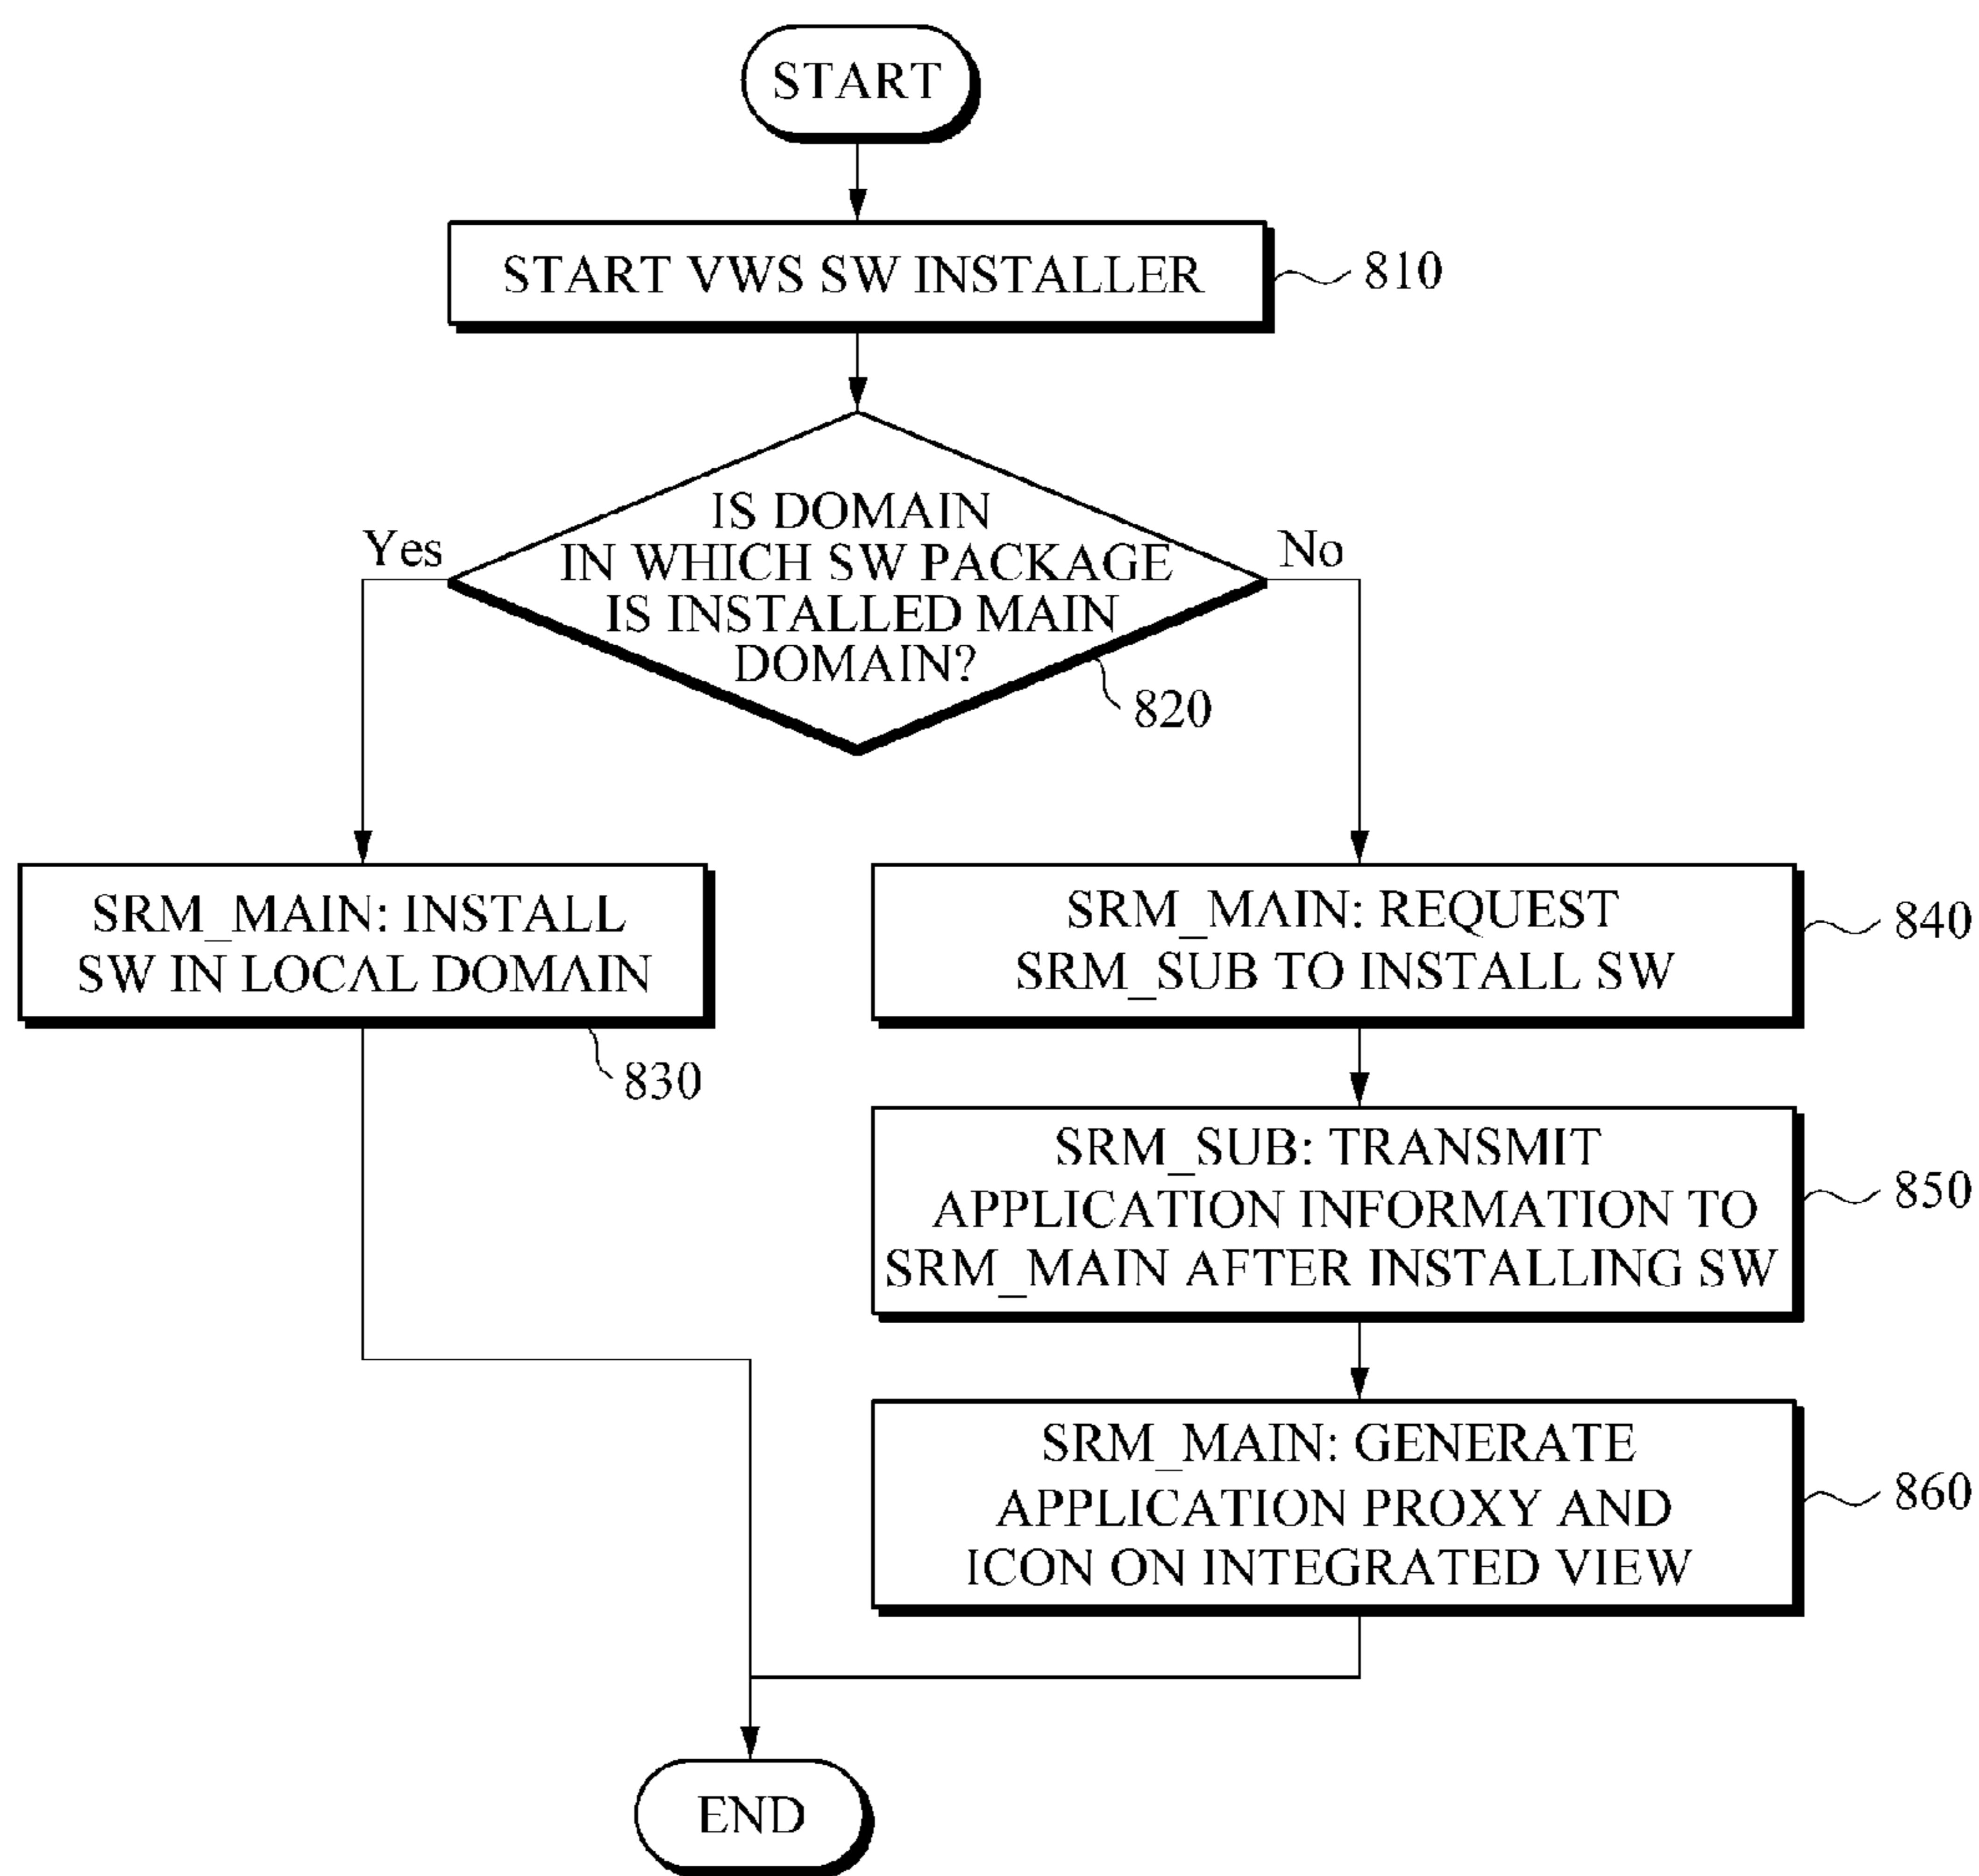 START
START VWS SW INSTALLER
810
IS DOMAIN
IN WHICH SW PACKAGE
IS INSTALLED MAIN
DOMAIN?
Yes
No
820
SRM_MAIN: INSTALL
SW IN LOCAL DOMAIN
830
SRM_MAIN: REQUEST
SRM_SUB TO INSTALL SW
840
SRM_SUB: TRANSMIT
APPLICATION INFORMATION TO
SRM_MAIN AFTER INSTALLING SW
850
SRM_MAIN: GENERATE
APPLICATION PROXY AND
ICON ON INTEGRATED VIEW
860
END